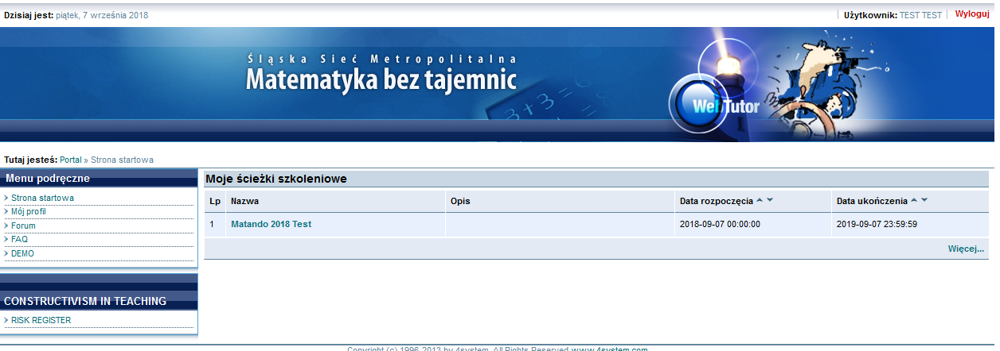 Dzisiaj jest: piątek, 7 września 2018
Użytkownik: TEST TEST
Wyloguj
Śląska Sieć Metropolitalna
Matematyka bez tajemnic
3+3=
WebTutor
Tutaj jesteś: Portal » Strona startowa
Menu podręczne
Strona startowa
Mój profil
Forum
FAQ
DEMO
CONSTRUCTIVISM IN TEACHING
RISK REGISTER
Moje ścieżki szkoleniowe
Lp Nazwa Opis Data rozpoczęcia Data ukończenia
1 Matando 2018 Test 2018-09-07 00:00:00 2019-09-07 23:59:59
Więcej...
Copyright (c) 1996-2013 by 4system. All Rights Reserved www.4system.com